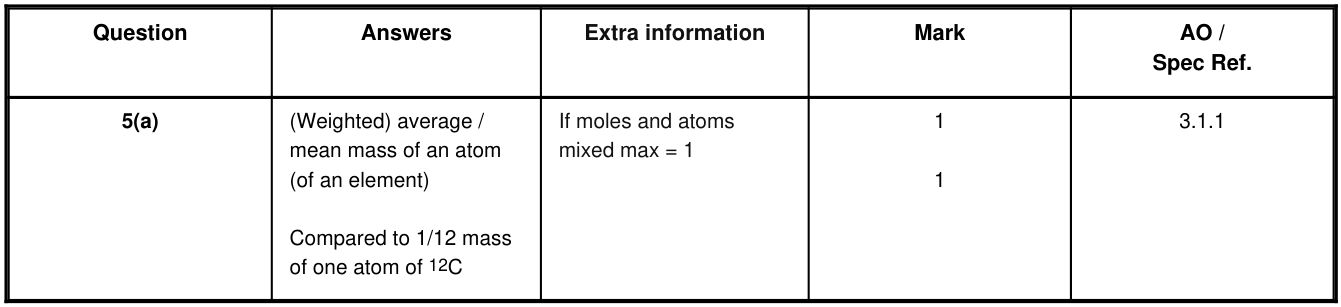 Question Answers Extra information Mark AO /
Spec Ref.
5(a) (Weighted) average / If moles and atoms 1 3.1.1
mean mass of an atom mixed max = 1
(of an element) 1
Compared to 1/12 mass
of one atom of ¹²C